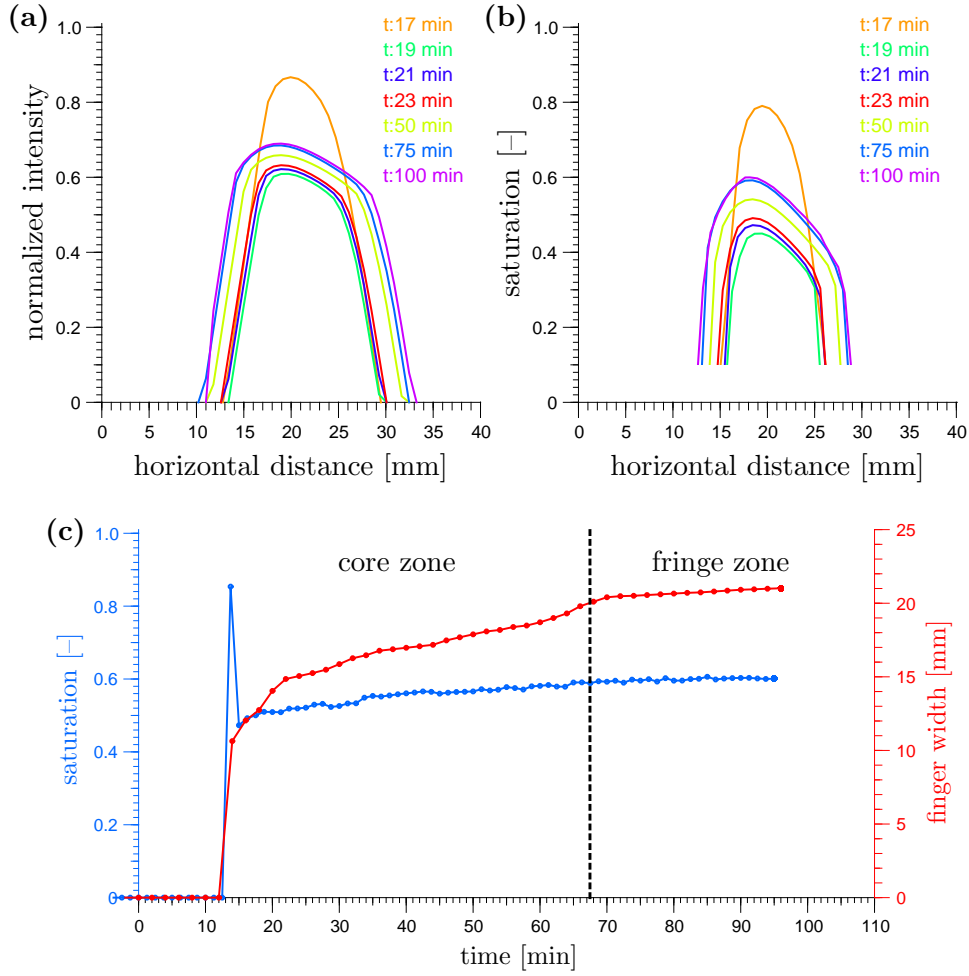 (a)
1.0
0.8
0.6
0.4
0.2
0
normalized intensity
t:17 min
t:19 min
t:21 min
t:23 min
t:50 min
t:75 min
t:100 min
0 5 10 15 20 25 30 35 40
horizontal distance [mm]
(b)
1.0
0.8
0.6
0.4
0.2
0
saturation [–]
t:17 min
t:19 min
t:21 min
t:23 min
t:50 min
t:75 min
t:100 min
0 5 10 15 20 25 30 35 40
horizontal distance [mm]
(c)
1.0
0.8
0.6
0.4
0.2
0
saturation [–]
core zone
fringe zone
25
20
15
10
5
0
finger width [mm]
0 10 20 30 40 50 60 70 80 90 100 110
time [min]